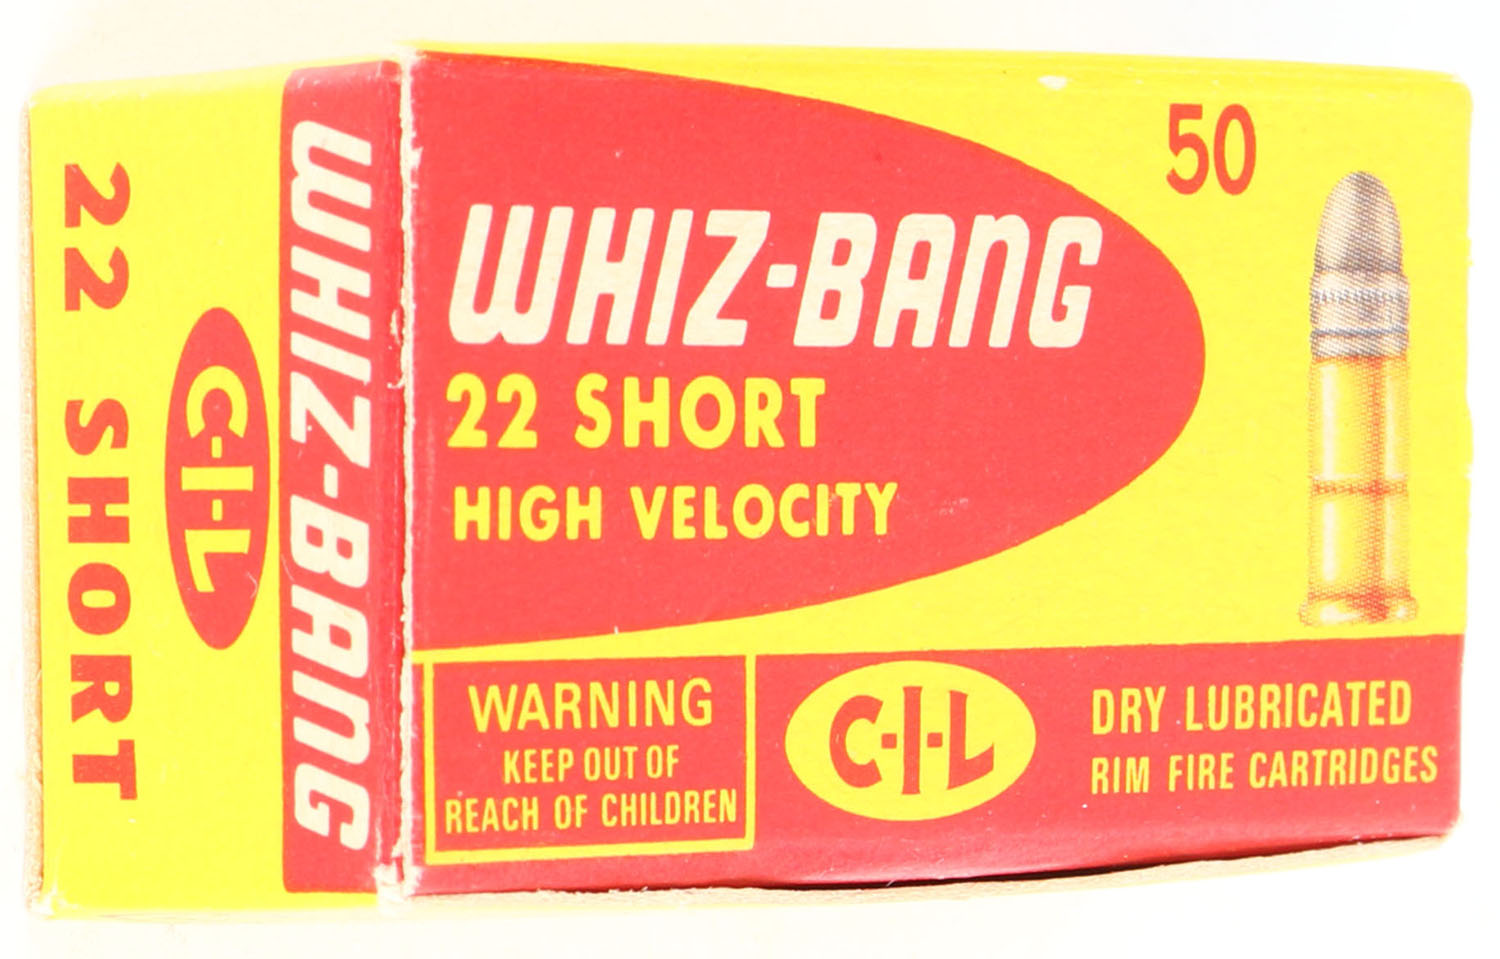 22 SHORT
C-I-L
WHIZ-BANG
50
WHIZ-BANG
22 SHORT
HIGH VELOCITY
WARNING
KEEP OUT OF
REACH OF CHILDREN
C-I-L
DRY LUBRICATED
RIM FIRE CARTRIDGES